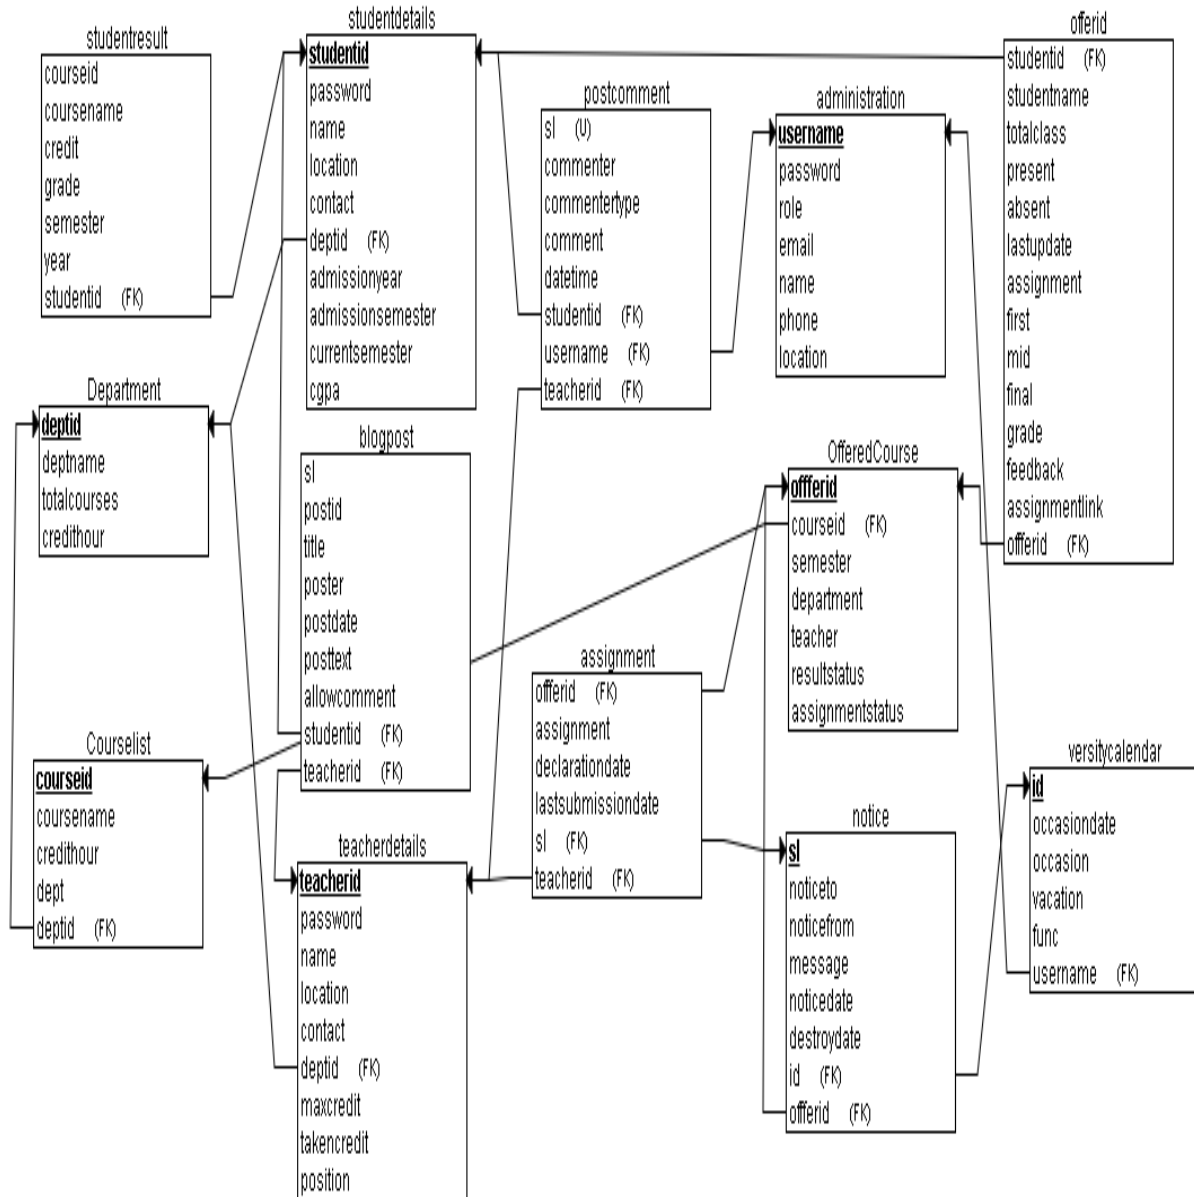 studentresult
courseid
coursename
credit
grade
semester
year
studentid (FK)
studentdetails
studentid
password
name
location
contact
deptid (FK)
admissionyear
admissionsemester
currentsemester
cgpa
postcomment
sl (U)
commenter
commentertype
comment
datetime
studentid (FK)
username (FK)
teacherid (FK)
administration
username
password
role
email
name
phone
location
offerid
studentid (FK)
studentname
totalclass
present
absent
lastupdate
assignment
first
mid
final
grade
feedback
assignmentlink
offferid (FK)
Department
deptid
deptname
totalcourses
credithour
blogpost
sl
postid
title
poster
postdate
posttext
allowcomment
studentid (FK)
teacherid (FK)
OfferedCourse
offferid
courseid (FK)
semester
department
teacher
resultstatus
assignmentstatus
assignment
offferid (FK)
assignment
declarationdate
lastsubmissiondate
sl (FK)
teacherid (FK)
Courselist
courseid
coursename
credithour
dept
deptid (FK)
teacherdetails
teacherid
password
name
location
contact
deptid (FK)
maxcredit
takencredit
position
notice
sl
noticeto
noticefrom
message
noticedate
destroydate
id (FK)
offferid (FK)
versitycalendar
id
occasiondate
occasion
vacation
func
username (FK)